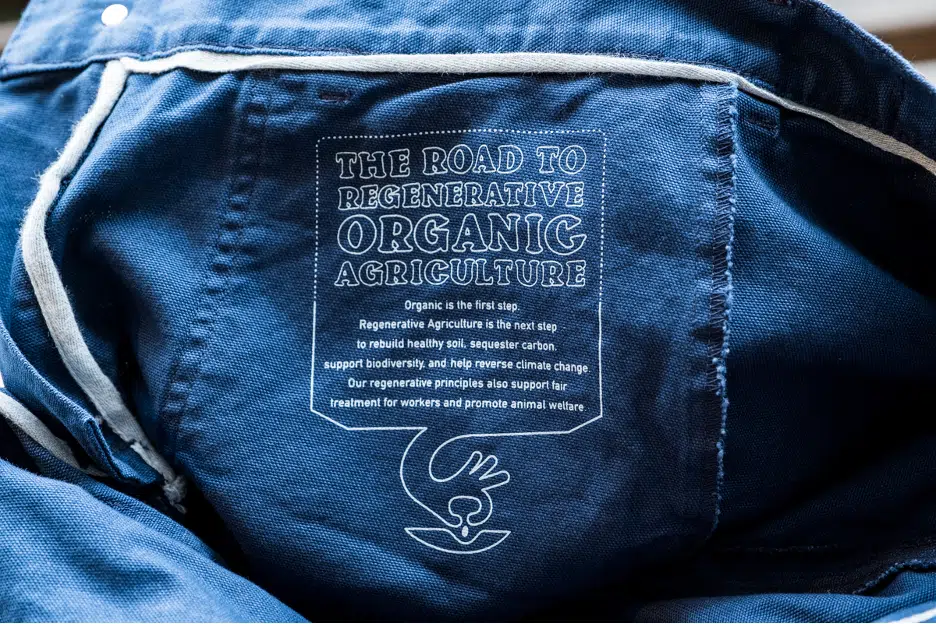 THE ROAD TO
REGENERATIVE
ORGANIC
AGRICULTURE
Organic is the first step.
Regenerative Agriculture is the next step
to rebuild healthy soil, sequester carbon,
support biodiversity, and help reverse climate change
Our regenerative principles also support fair
treatment for workers and promote animal welfare